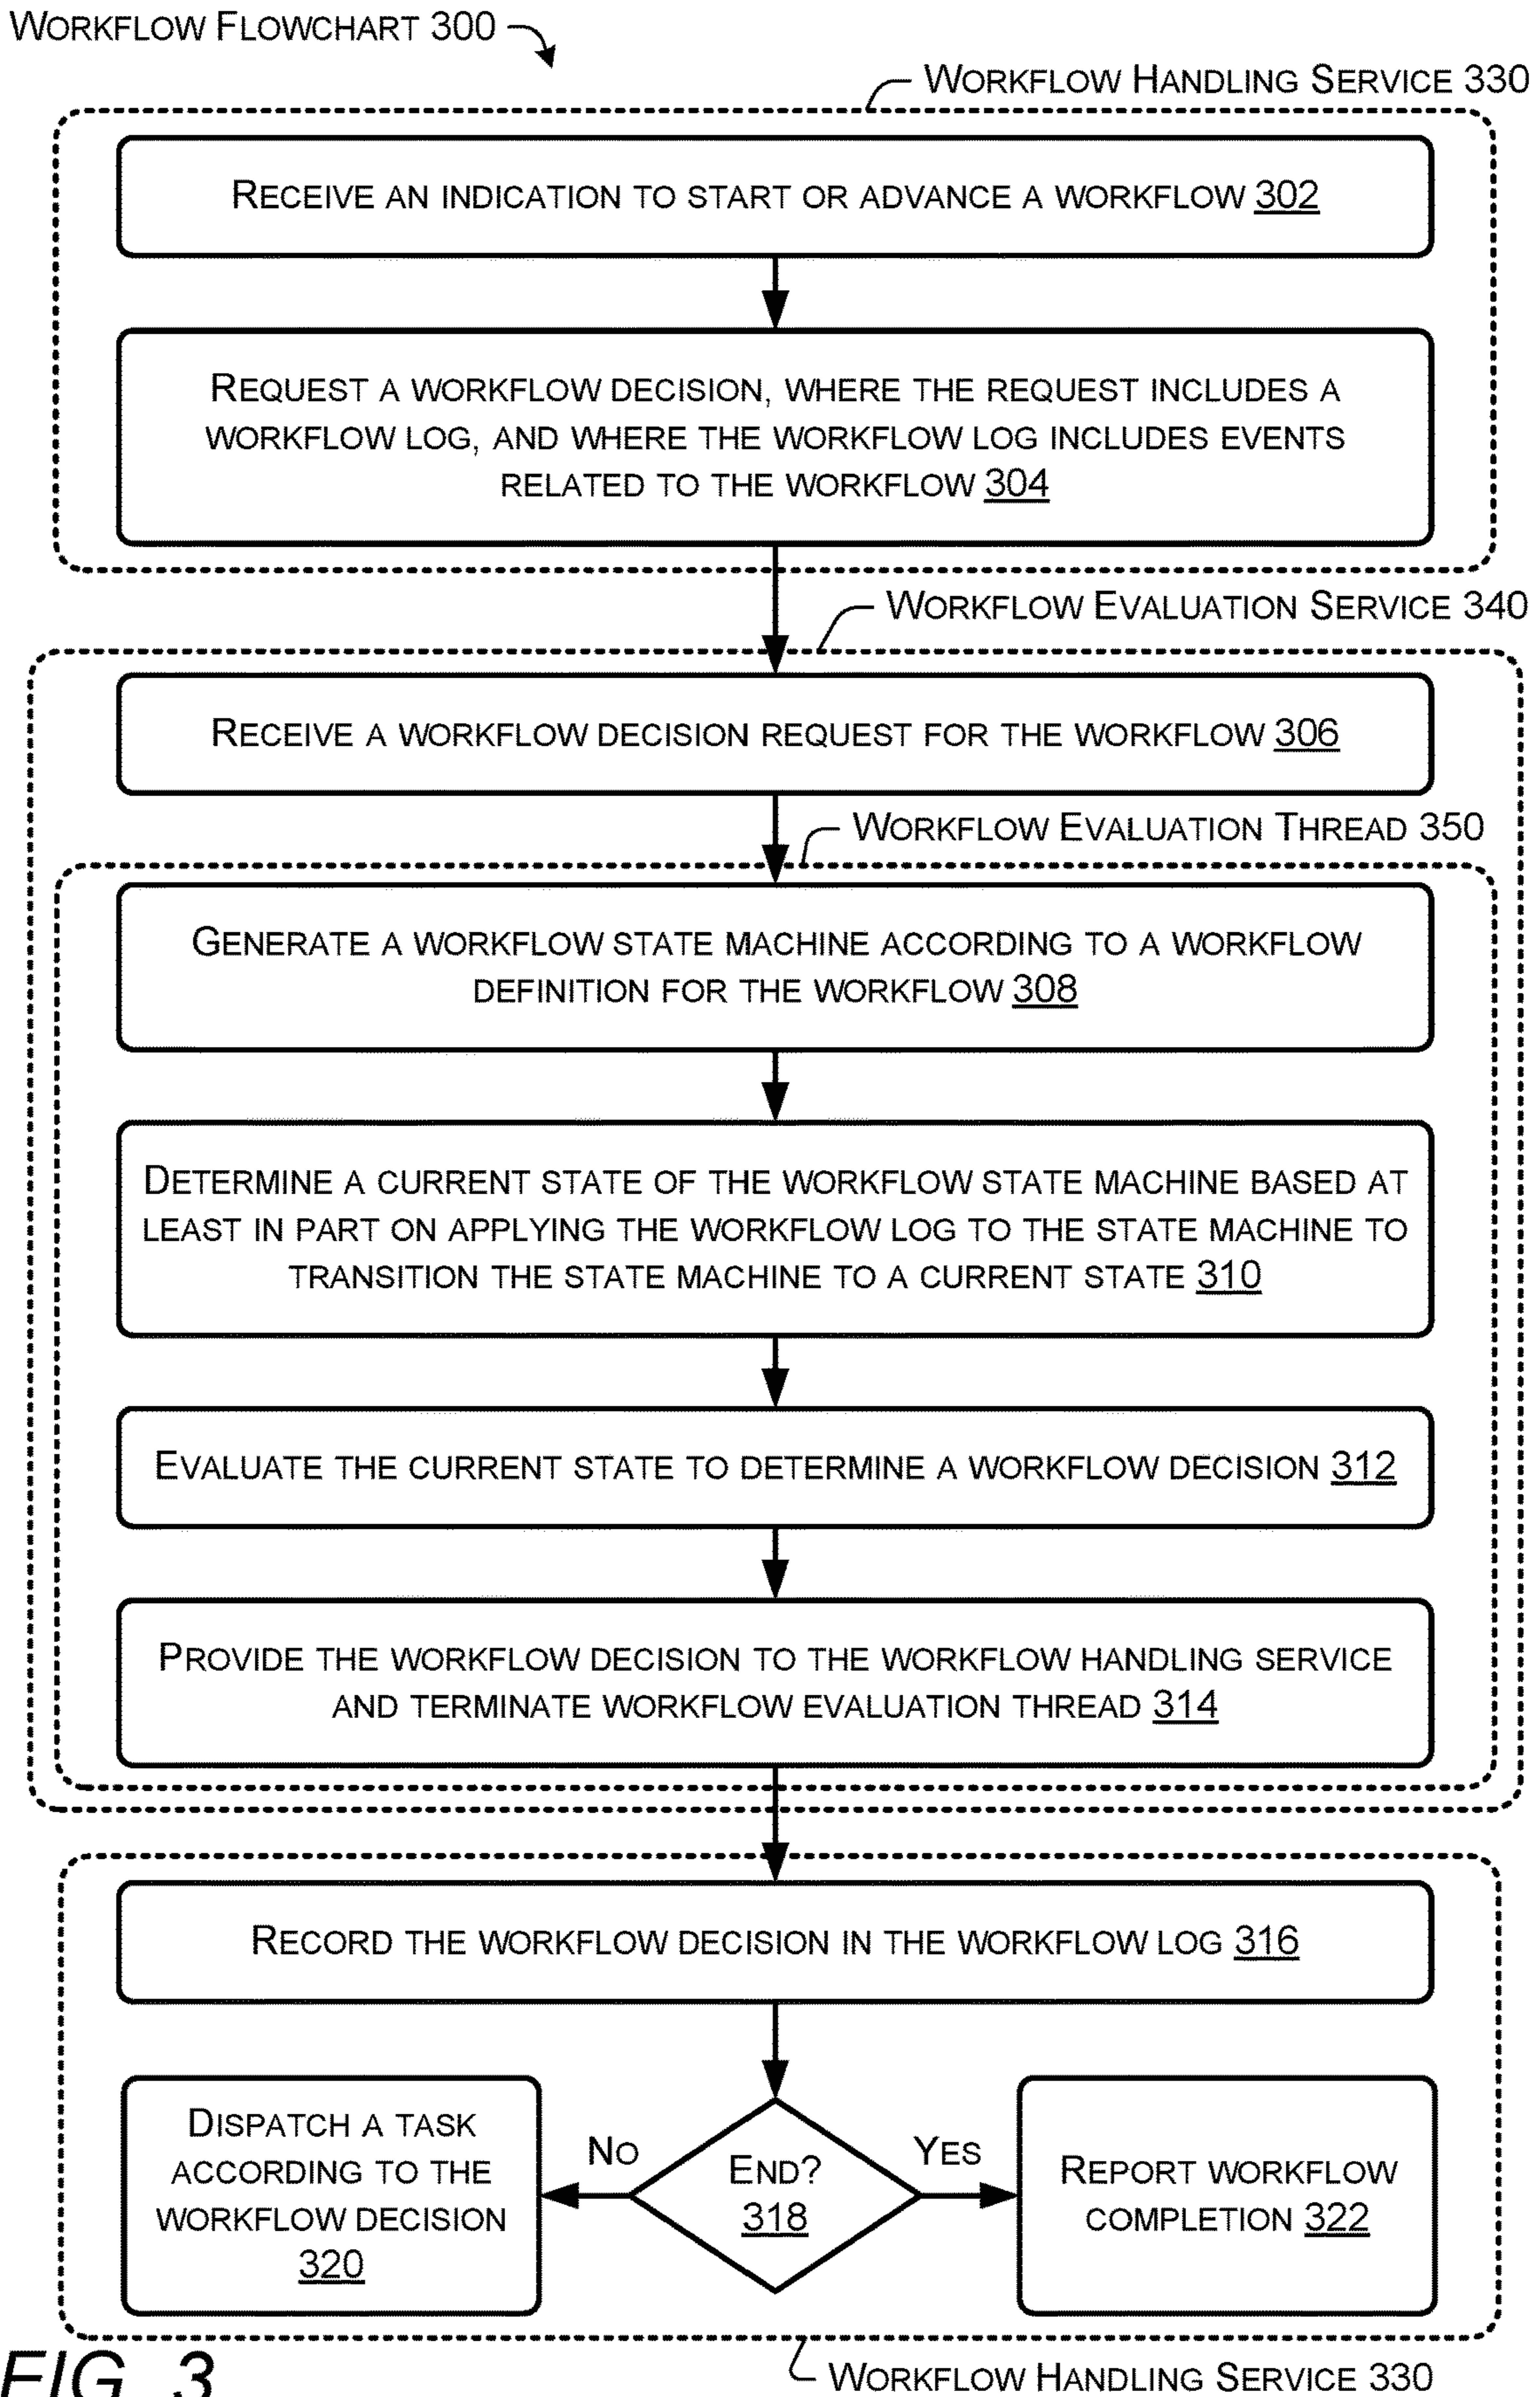 WORKFLOW FLOWCHART 300
WORKFLOW HANDLING SERVICE 330
RECEIVE AN INDICATION TO START OR ADVANCE A WORKFLOW 302
REQUEST A WORKFLOW DECISION, WHERE THE REQUEST INCLUDES A
WORKFLOW LOG, AND WHERE THE WORKFLOW LOG INCLUDES EVENTS
RELATED TO THE WORKFLOW 304
WORKFLOW EVALUATION SERVICE 340
RECEIVE A WORKFLOW DECISION REQUEST FOR THE WORKFLOW 306
WORKFLOW EVALUATION THREAD 350
GENERATE A WORKFLOW STATE MACHINE ACCORDING TO A WORKFLOW
DEFINITION FOR THE WORKFLOW 308
DETERMINE A CURRENT STATE OF THE WORKFLOW STATE MACHINE BASED AT
LEAST IN PART ON APPLYING THE WORKFLOW LOG TO THE STATE MACHINE TO
TRANSITION THE STATE MACHINE TO A CURRENT STATE 310
EVALUATE THE CURRENT STATE TO DETERMINE A WORKFLOW DECISION 312
PROVIDE THE WORKFLOW DECISION TO THE WORKFLOW HANDLING SERVICE
AND TERMINATE WORKFLOW EVALUATION THREAD 314
RECORD THE WORKFLOW DECISION IN THE WORKFLOW LOG 316
DISPATCH A TASK
ACCORDING TO THE
WORKFLOW DECISION
320
NO
END?
318
YES
REPORT WORKFLOW
COMPLETION 322
FIG. 3
WORKFLOW HANDLING SERVICE 330